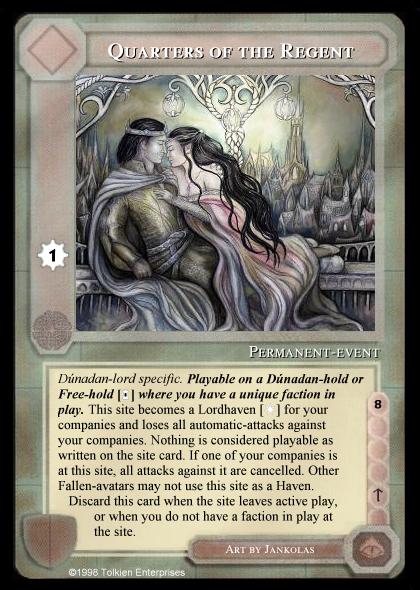 QUARTERS OF THE REGENT
1
PERMANENT-EVENT
Dúnadan-lord specific. Playable on a Dúnadan-hold or
Free-hold [ ] where you have a unique faction in
play. This site becomes a Lordhaven [ ] for your
companies and loses all automatic-attacks against
your companies. Nothing is considered playable as
written on the site card. If one of your companies is
at this site, all attacks against it are cancelled. Other
Fallen-avatars may not use this site as a Haven.
Discard this card when the site leaves active play,
or when you do not have a faction in play at
the site.
8
ART BY JANKOLAS
©1998 Tolkien Enterprises